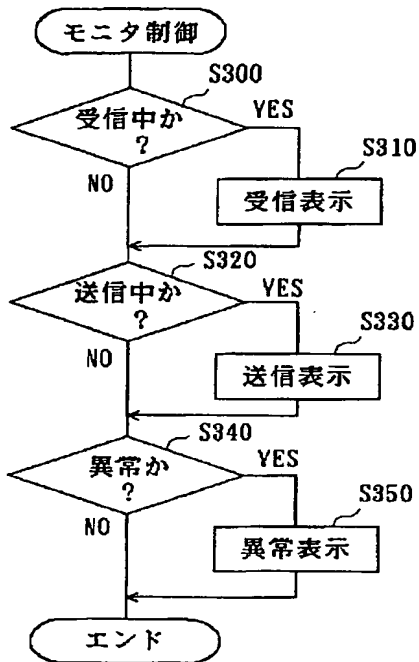 モニタ制御
S300
受信中か
?
YES
NO
S310
受信表示
S320
送信中か
?
YES
NO
S330
送信表示
S340
異常か
?
YES
NO
S350
異常表示
エンド